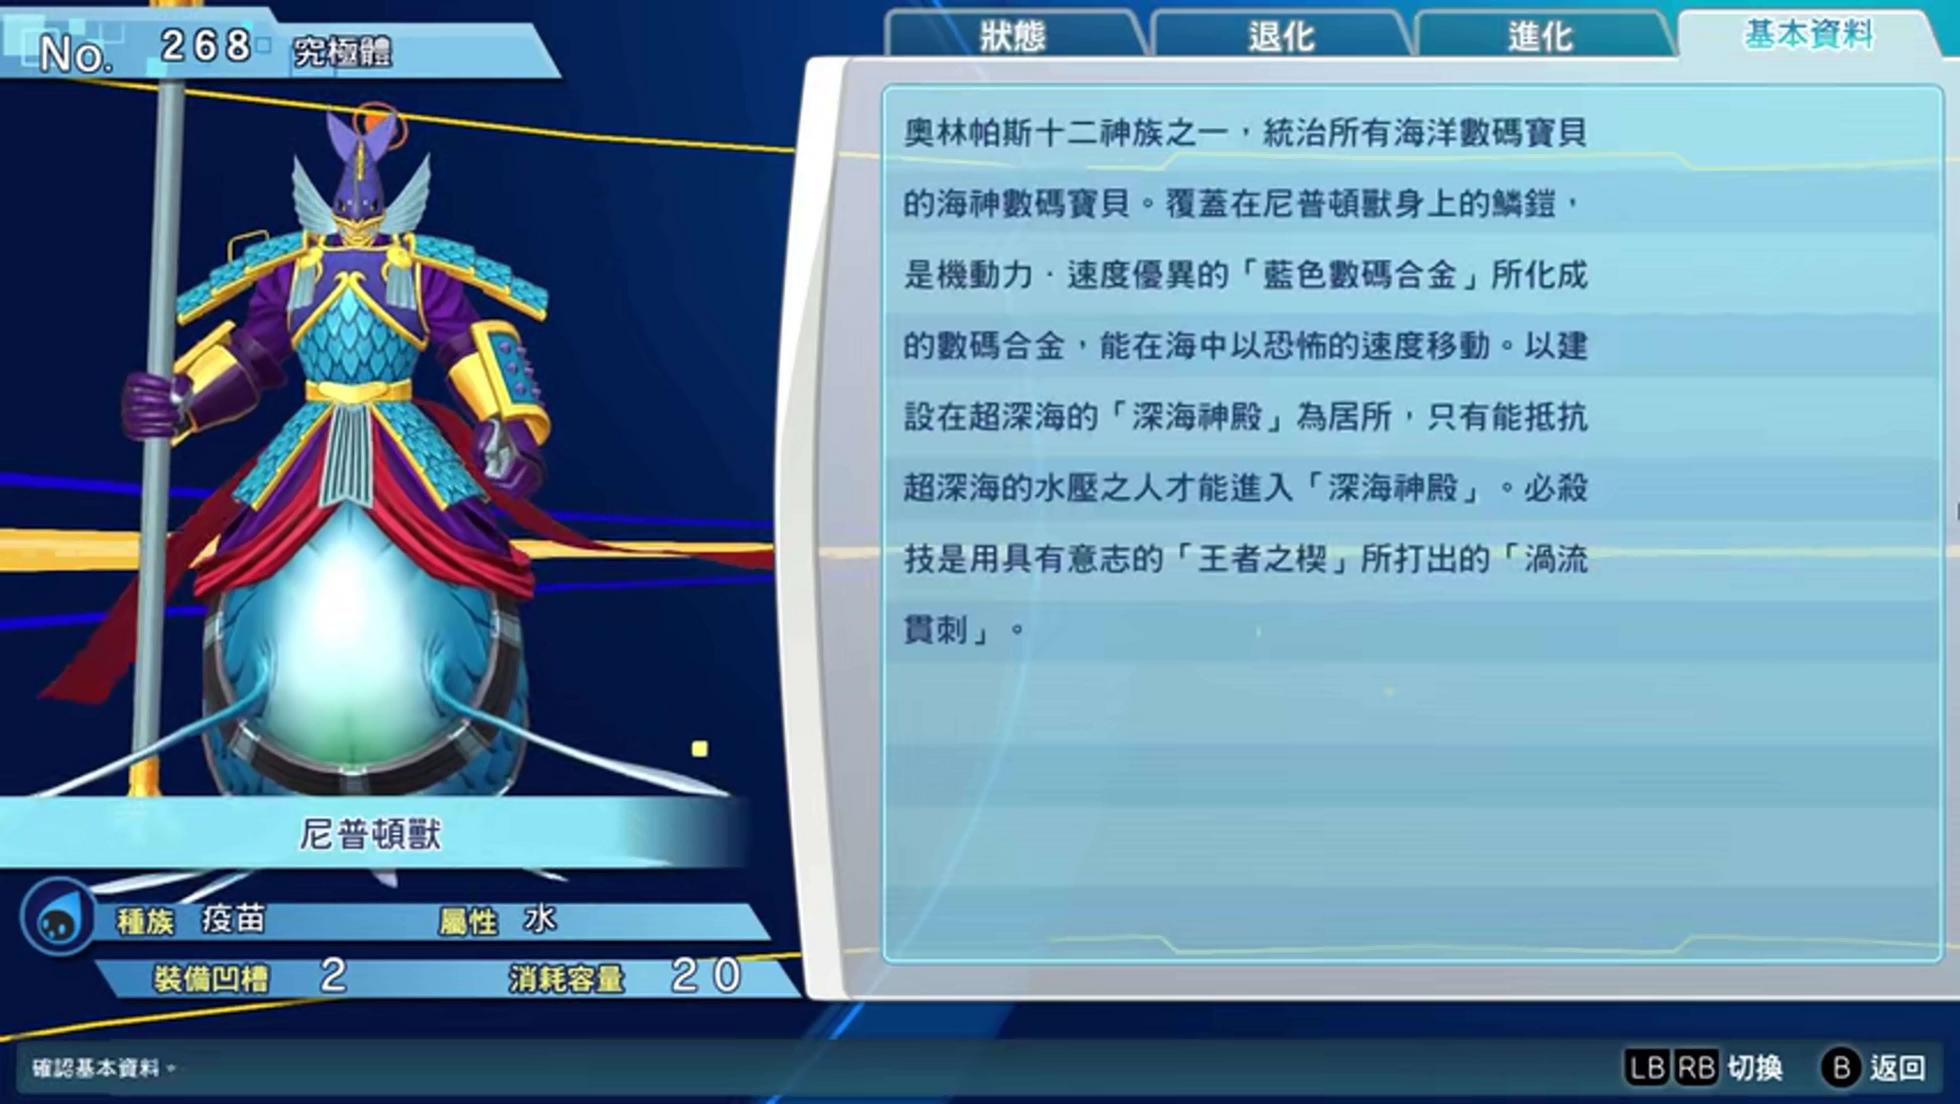 No. 268 究極體
狀態 退化 進化 基本資料
奧林帕斯十二神族之一，統治所有海洋數碼寶貝
的海神數碼寶貝。覆蓋在尼普頓獸身上的鱗鎧，
是機動力．速度優異的「藍色數碼合金」所化成
的數碼合金，能在海中以恐怖的速度移動。以建
設在超深海的「深海神殿」為居所，只有能抵抗
超深海的水壓之人才能進入「深海神殿」。必殺
技是用具有意志的「王者之楔」所打出的「渦流
貫刺」。
尼普頓獸
種族 疫苗 屬性 水
裝備凹槽 2 消耗容量 20
確認基本資料。
LB RB 切換 B 返回